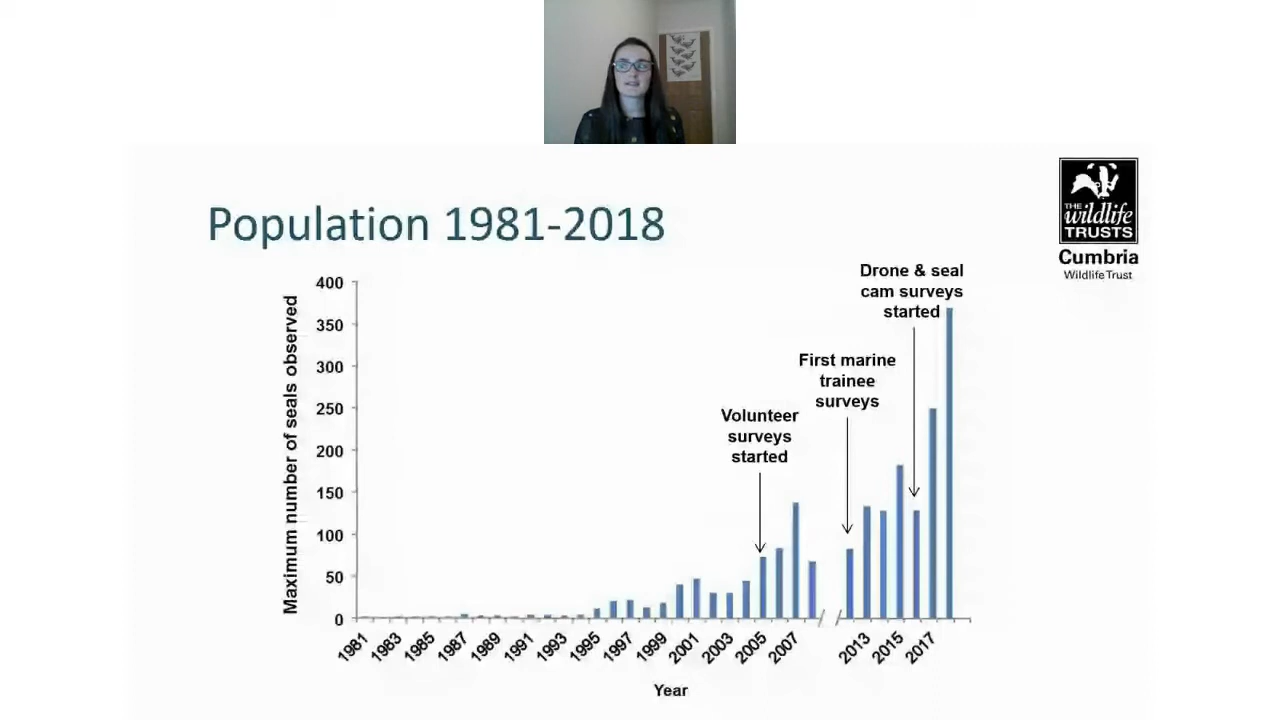 Population 1981-2018
THE
wildlife
TRUSTS
Cumbria
Wildlife Trust
Drone & seal
cam surveys
started
First marine
trainee
surveys
Volunteer
surveys
started
Maximum number of seals observed
400
350
300
250
200
150
100
50
0
1981
1983
1985
1987
1989
1991
1993
1995
1997
1999
2001
2003
2005
2007
2013
2015
2017
Year